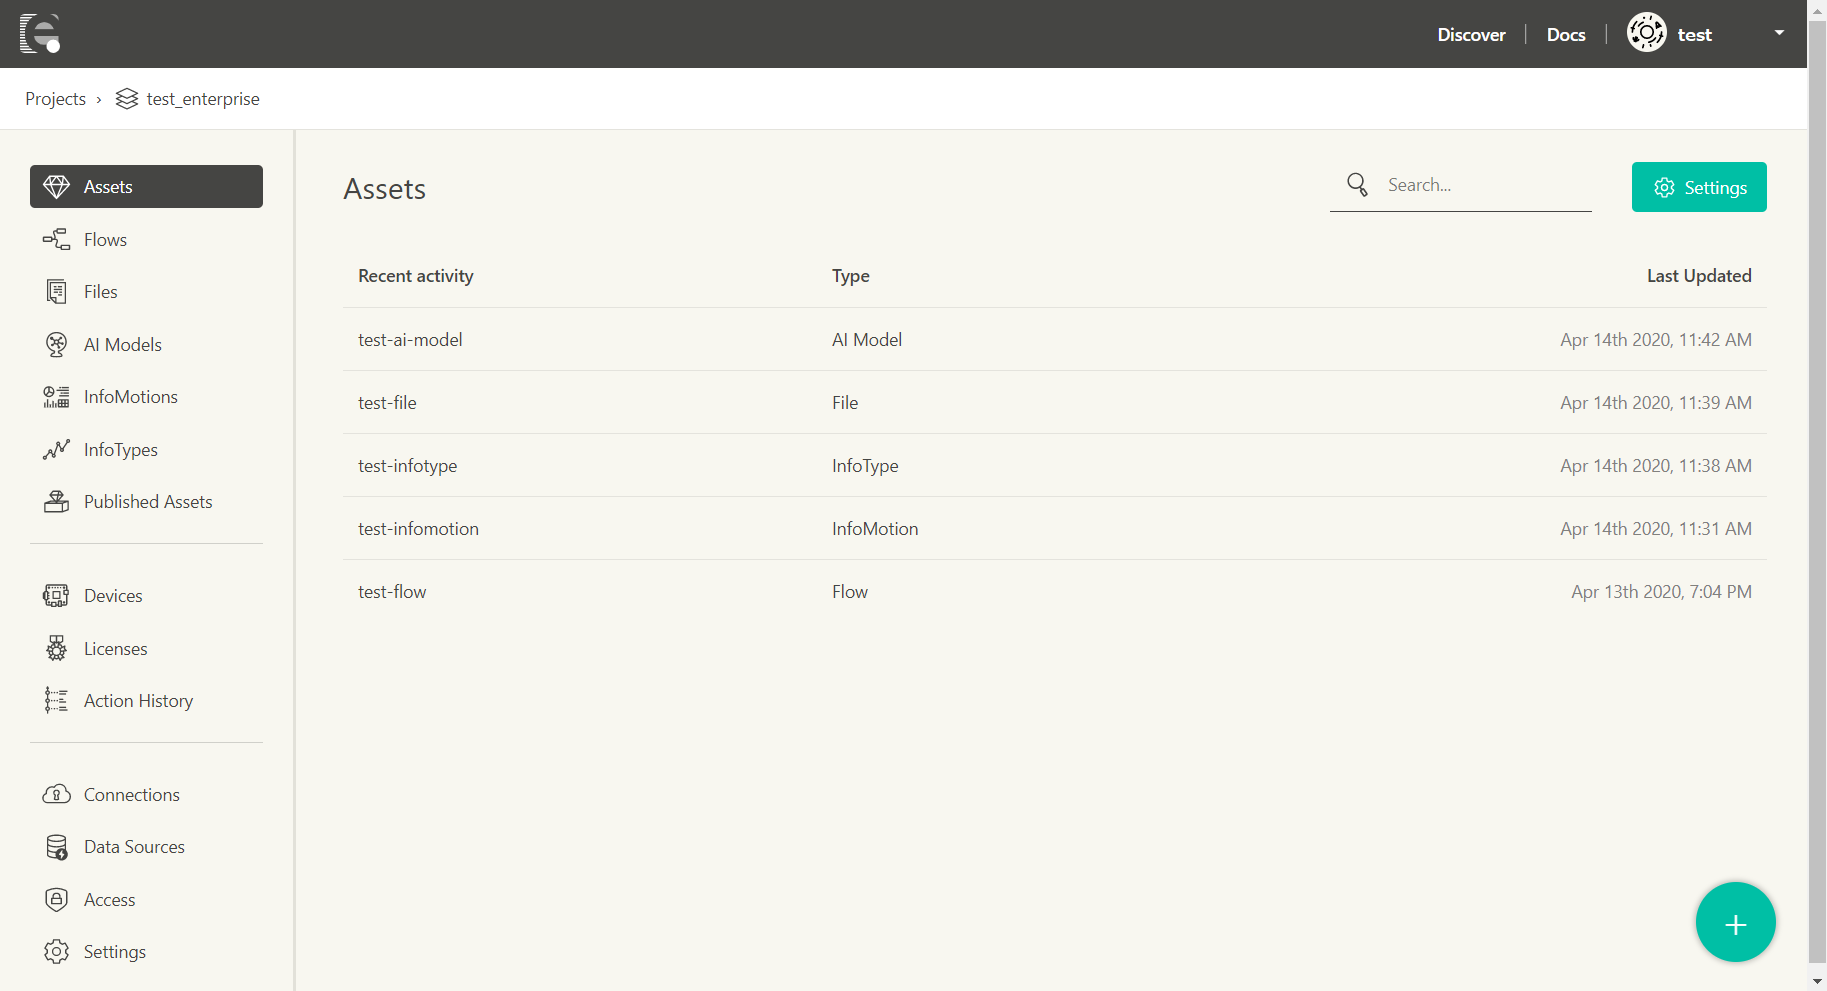 Discover
Docs
test
Projects › test_enterprise
Assets
Flows
Files
AI Models
InfoMotions
InfoTypes
Published Assets
Devices
Licenses
Action History
Connections
Data Sources
Access
Settings
Assets
Search...
Settings
Recent activity Type Last Updated
test-ai-model AI Model Apr 14th 2020, 11:42 AM
test-file File Apr 14th 2020, 11:39 AM
test-infotype InfoType Apr 14th 2020, 11:38 AM
test-infomotion InfoMotion Apr 14th 2020, 11:31 AM
test-flow Flow Apr 13th 2020, 7:04 PM